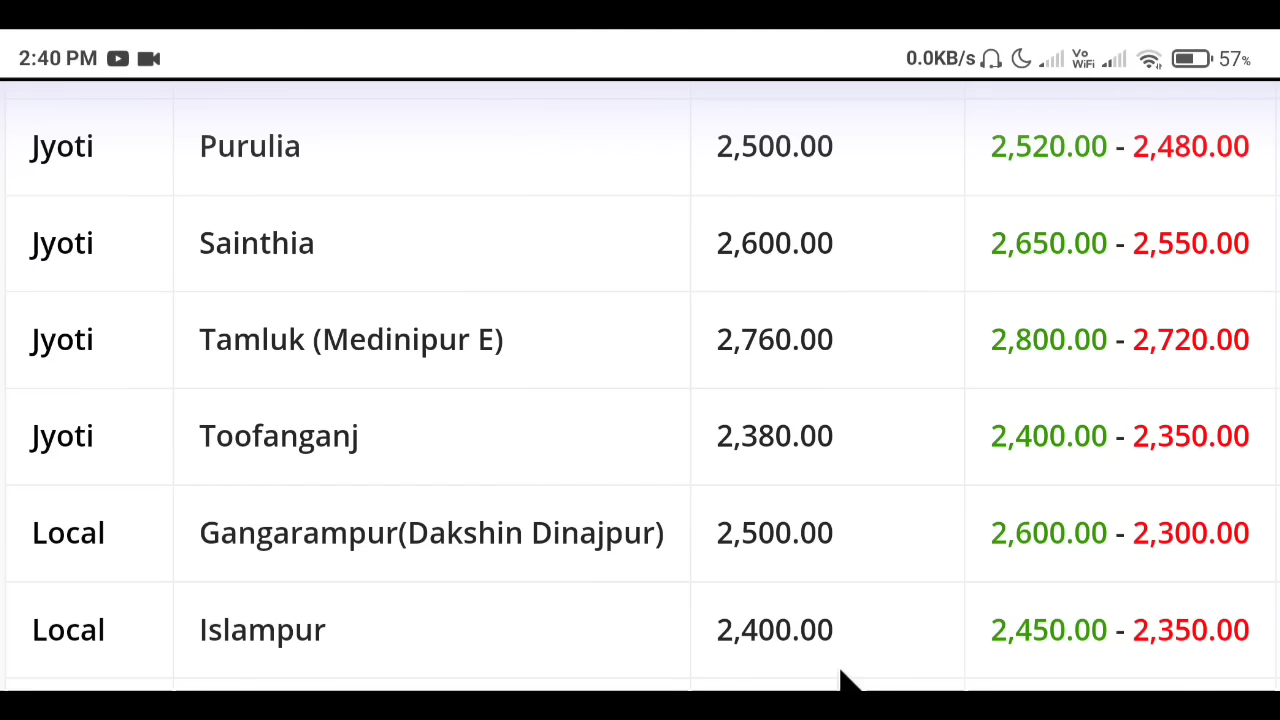 2:40 PM 0.0KB/s Vo WiFi 57%
Jyoti Purulia 2,500.00 2,520.00 - 2,480.00
Jyoti Sainthia 2,600.00 2,650.00 - 2,550.00
Jyoti Tamluk (Medinipur E) 2,760.00 2,800.00 - 2,720.00
Jyoti Toofanganj 2,380.00 2,400.00 - 2,350.00
Local Gangarampur(Dakshin Dinajpur) 2,500.00 2,600.00 - 2,300.00
Local Islampur 2,400.00 2,450.00 - 2,350.00